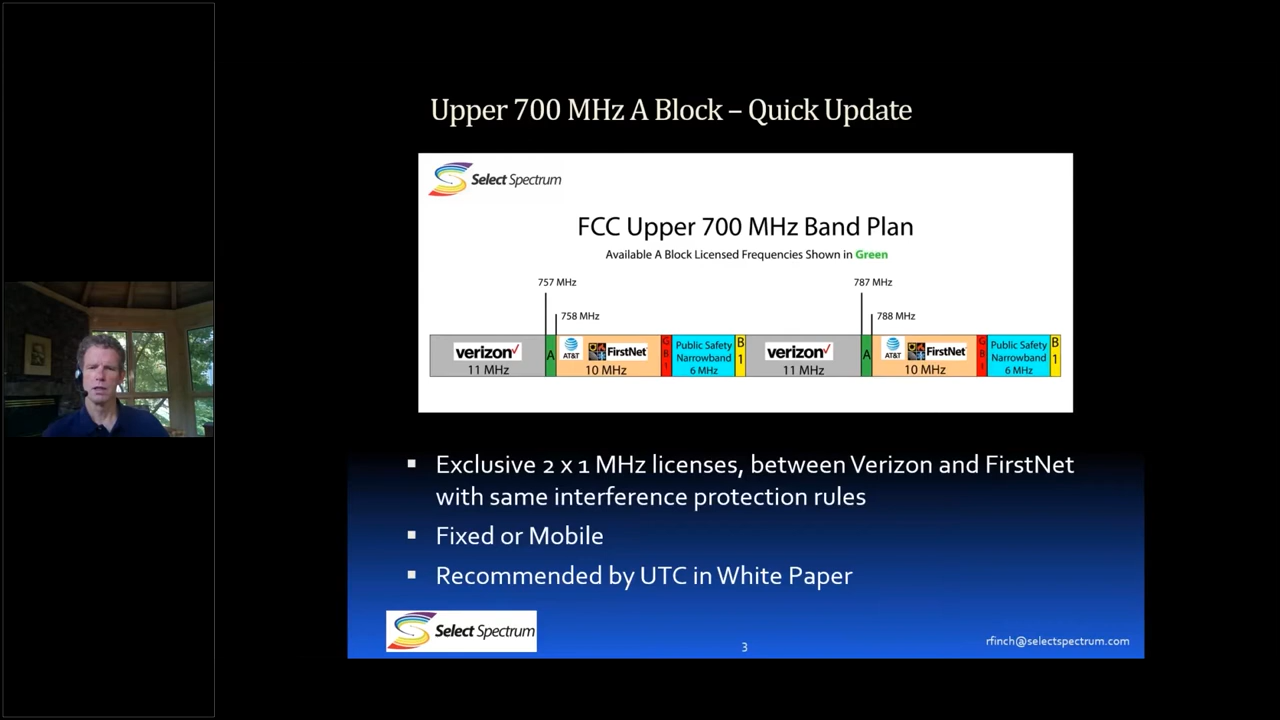 Upper 700 MHz A Block – Quick Update
Select Spectrum
FCC Upper 700 MHz Band Plan
Available A Block Licensed Frequencies Shown in Green
757 MHz
787 MHz
758 MHz
788 MHz
verizon
11 MHz
A
AT&T
FirstNet
10 MHz
G
B
1
Public Safety
Narrowband
6 MHz
B
1
verizon
11 MHz
A
AT&T
FirstNet
10 MHz
G
B
1
Public Safety
Narrowband
6 MHz
B
1
▪ Exclusive 2 x 1 MHz licenses, between Verizon and FirstNet
with same interference protection rules
▪ Fixed or Mobile
▪ Recommended by UTC in White Paper
Select Spectrum
3
rfinch@selectspectrum.com